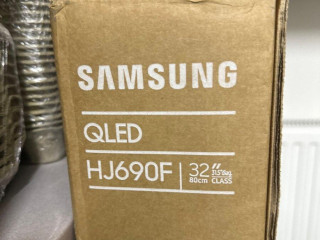 SAMSUNG
QLED
HJ690F 32″
80cm CLASS